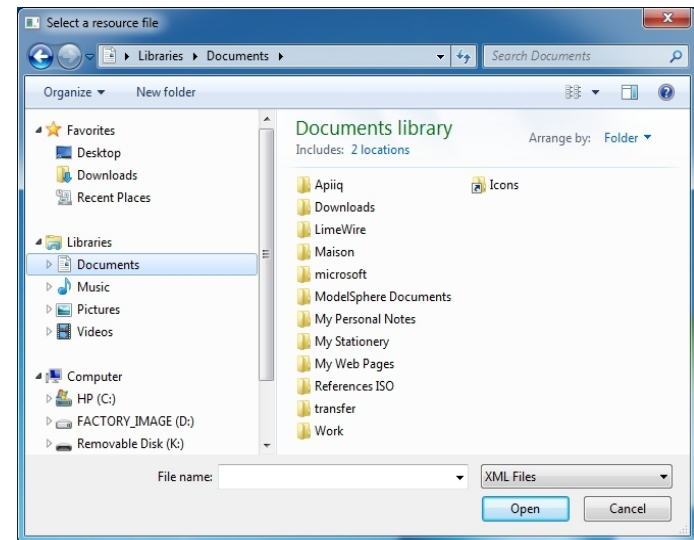 Select a resource file
Libraries Documents
Search Documents
Organize New folder
Favorites
Desktop
Downloads
Recent Places
Libraries
Documents
Music
Pictures
Videos
Computer
HP (C:)
FACTORY_IMAGE (D:)
Removable Disk (K:)
Documents library
Includes: 2 locations
Arrange by: Folder
Apiiq
Downloads
LimeWire
Maison
microsoft
ModelSphere Documents
My Personal Notes
My Stationery
My Web Pages
References ISO
transfer
Work
Icons
File name:
XML Files
Open Cancel